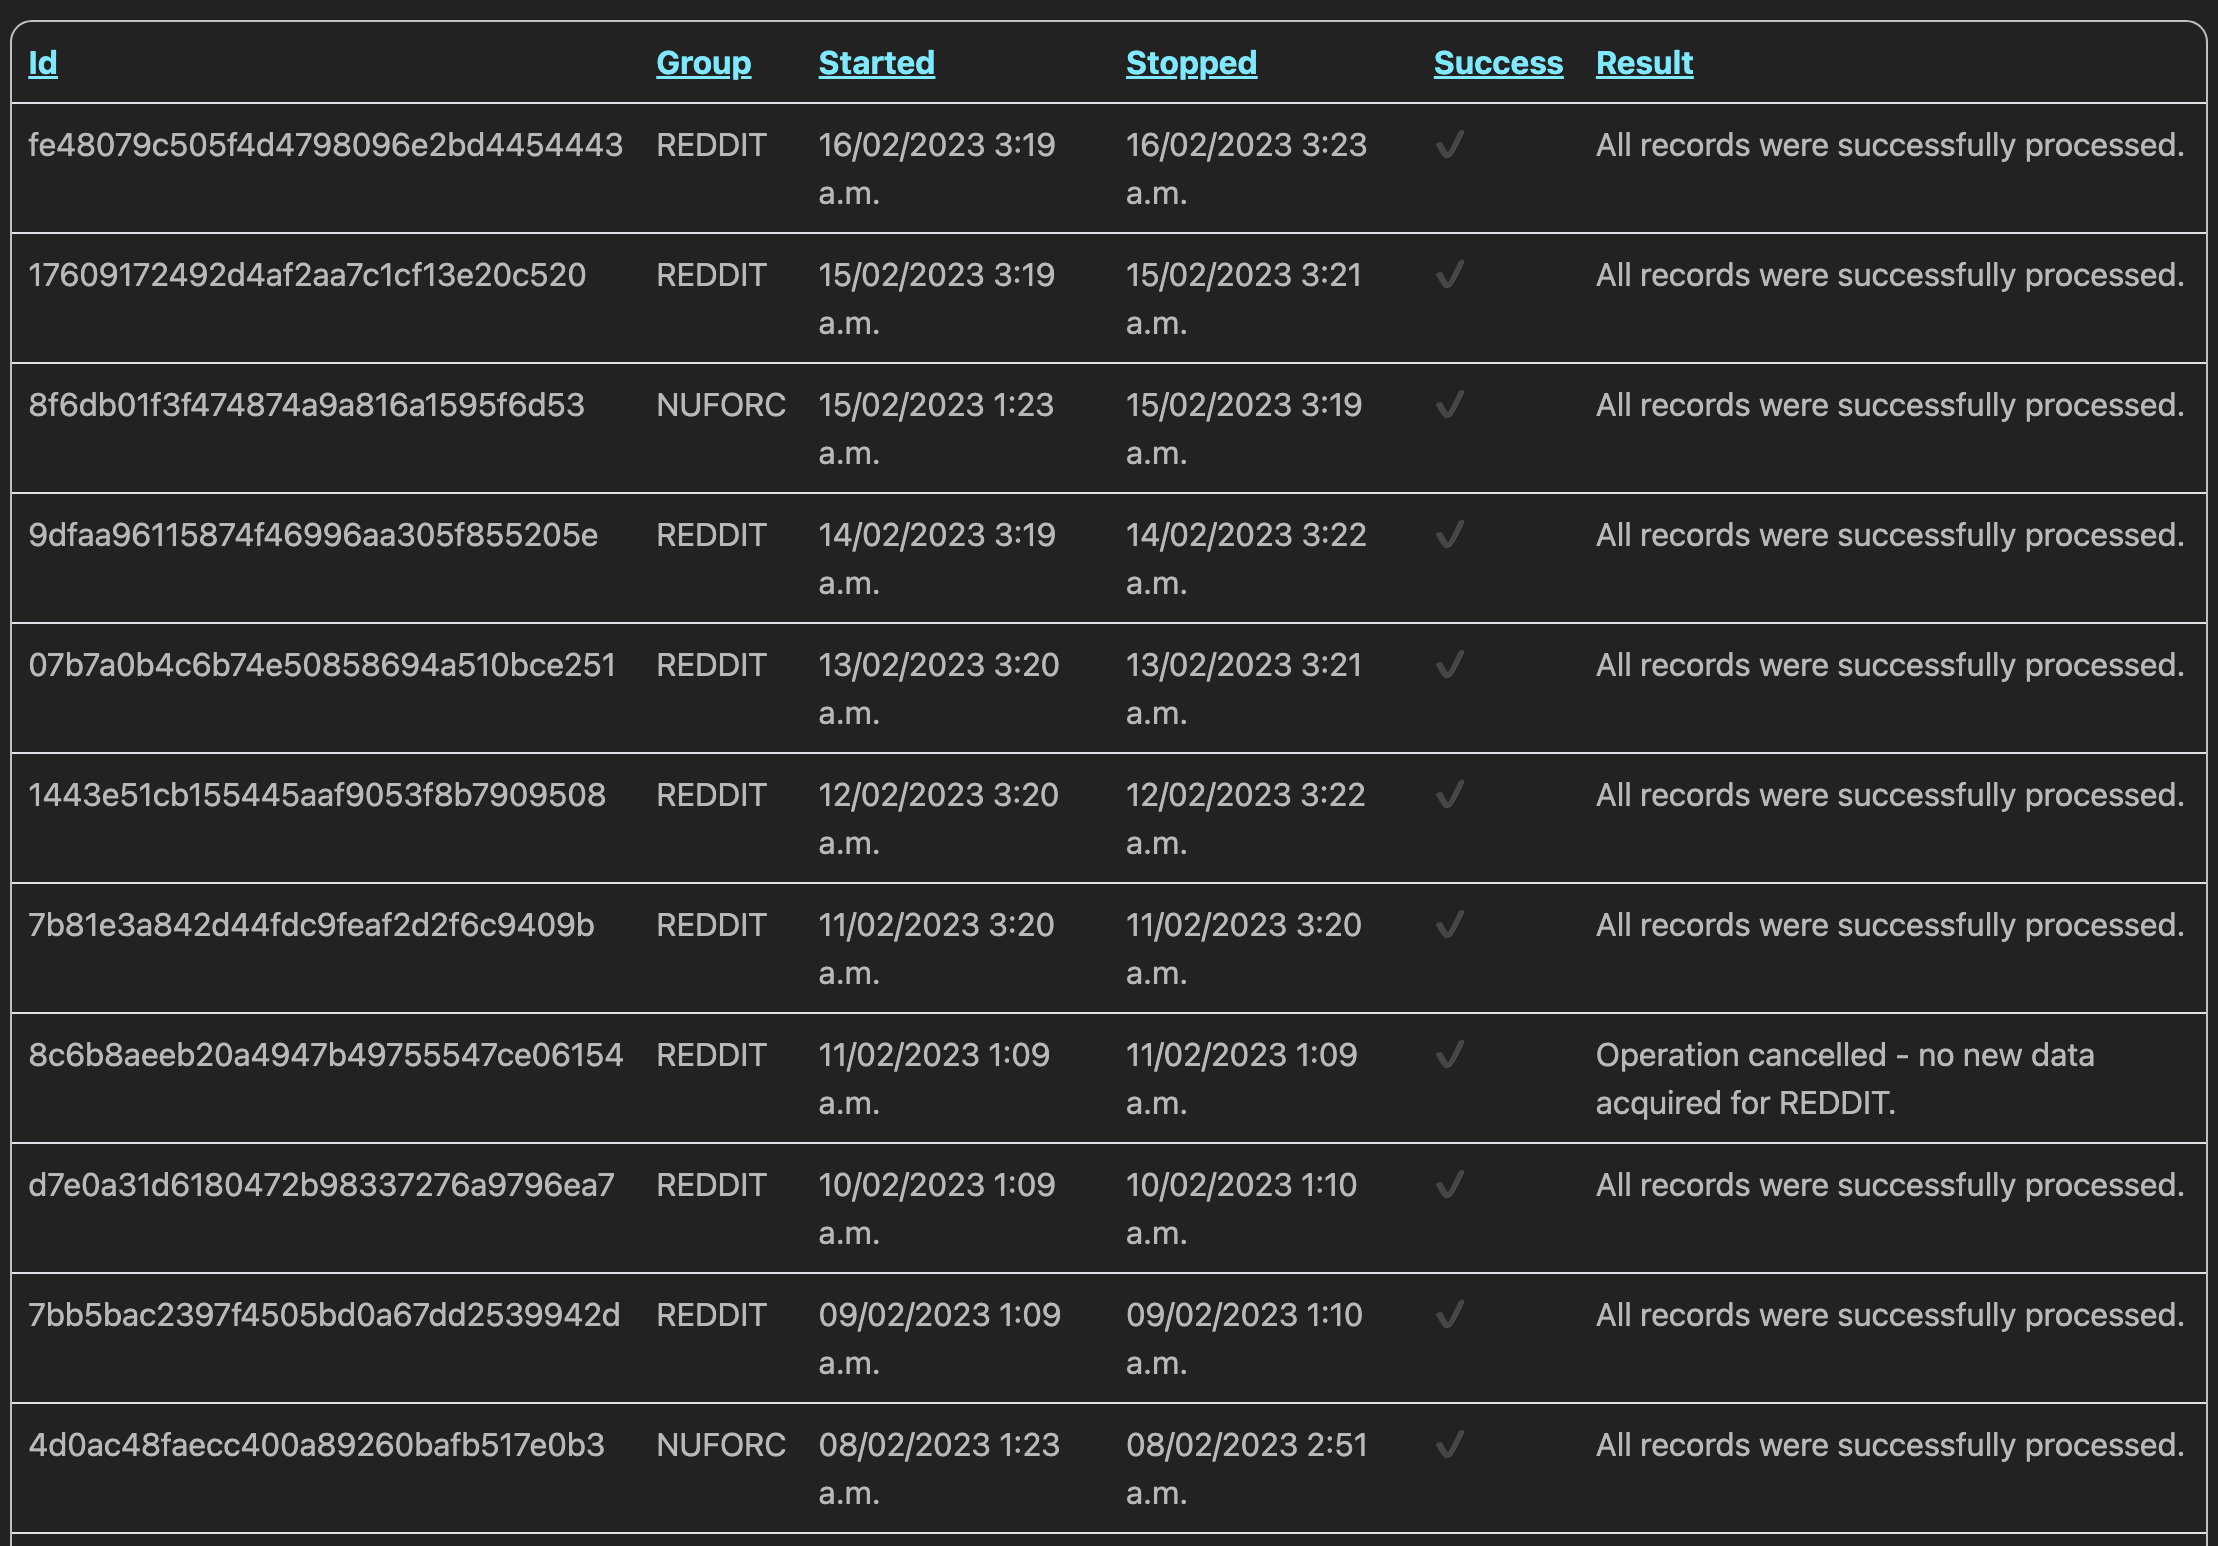 Id Group Started Stopped Success Result
fe48079c505f4d4798096e2bd4454443 REDDIT 16/02/2023 3:19 16/02/2023 3:23 ✓ All records were successfully processed.
a.m. a.m.
17609172492d4af2aa7c1cf13e20c520 REDDIT 15/02/2023 3:19 15/02/2023 3:21 ✓ All records were successfully processed.
a.m. a.m.
8f6db01f3f474874a9a816a1595f6d53 NUFORC 15/02/2023 1:23 15/02/2023 3:19 ✓ All records were successfully processed.
a.m. a.m.
9dfaa96115874f46996aa305f855205e REDDIT 14/02/2023 3:19 14/02/2023 3:22 ✓ All records were successfully processed.
a.m. a.m.
07b7a0b4c6b74e50858694a510bce251 REDDIT 13/02/2023 3:20 13/02/2023 3:21 ✓ All records were successfully processed.
a.m. a.m.
1443e51cb155445aaf9053f8b7909508 REDDIT 12/02/2023 3:20 12/02/2023 3:22 ✓ All records were successfully processed.
a.m. a.m.
7b81e3a842d44fdc9feaf2d2f6c9409b REDDIT 11/02/2023 3:20 11/02/2023 3:20 ✓ All records were successfully processed.
a.m. a.m.
8c6b8aeeb20a4947b49755547ce06154 REDDIT 11/02/2023 1:09 11/02/2023 1:09 ✓ Operation cancelled - no new data
a.m. a.m. acquired for REDDIT.
d7e0a31d6180472b98337276a9796ea7 REDDIT 10/02/2023 1:09 10/02/2023 1:10 ✓ All records were successfully processed.
a.m. a.m.
7bb5bac2397f4505bd0a67dd2539942d REDDIT 09/02/2023 1:09 09/02/2023 1:10 ✓ All records were successfully processed.
a.m. a.m.
4d0ac48faecc400a89260bafb517e0b3 NUFORC 08/02/2023 1:23 08/02/2023 2:51 ✓ All records were successfully processed.
a.m. a.m.